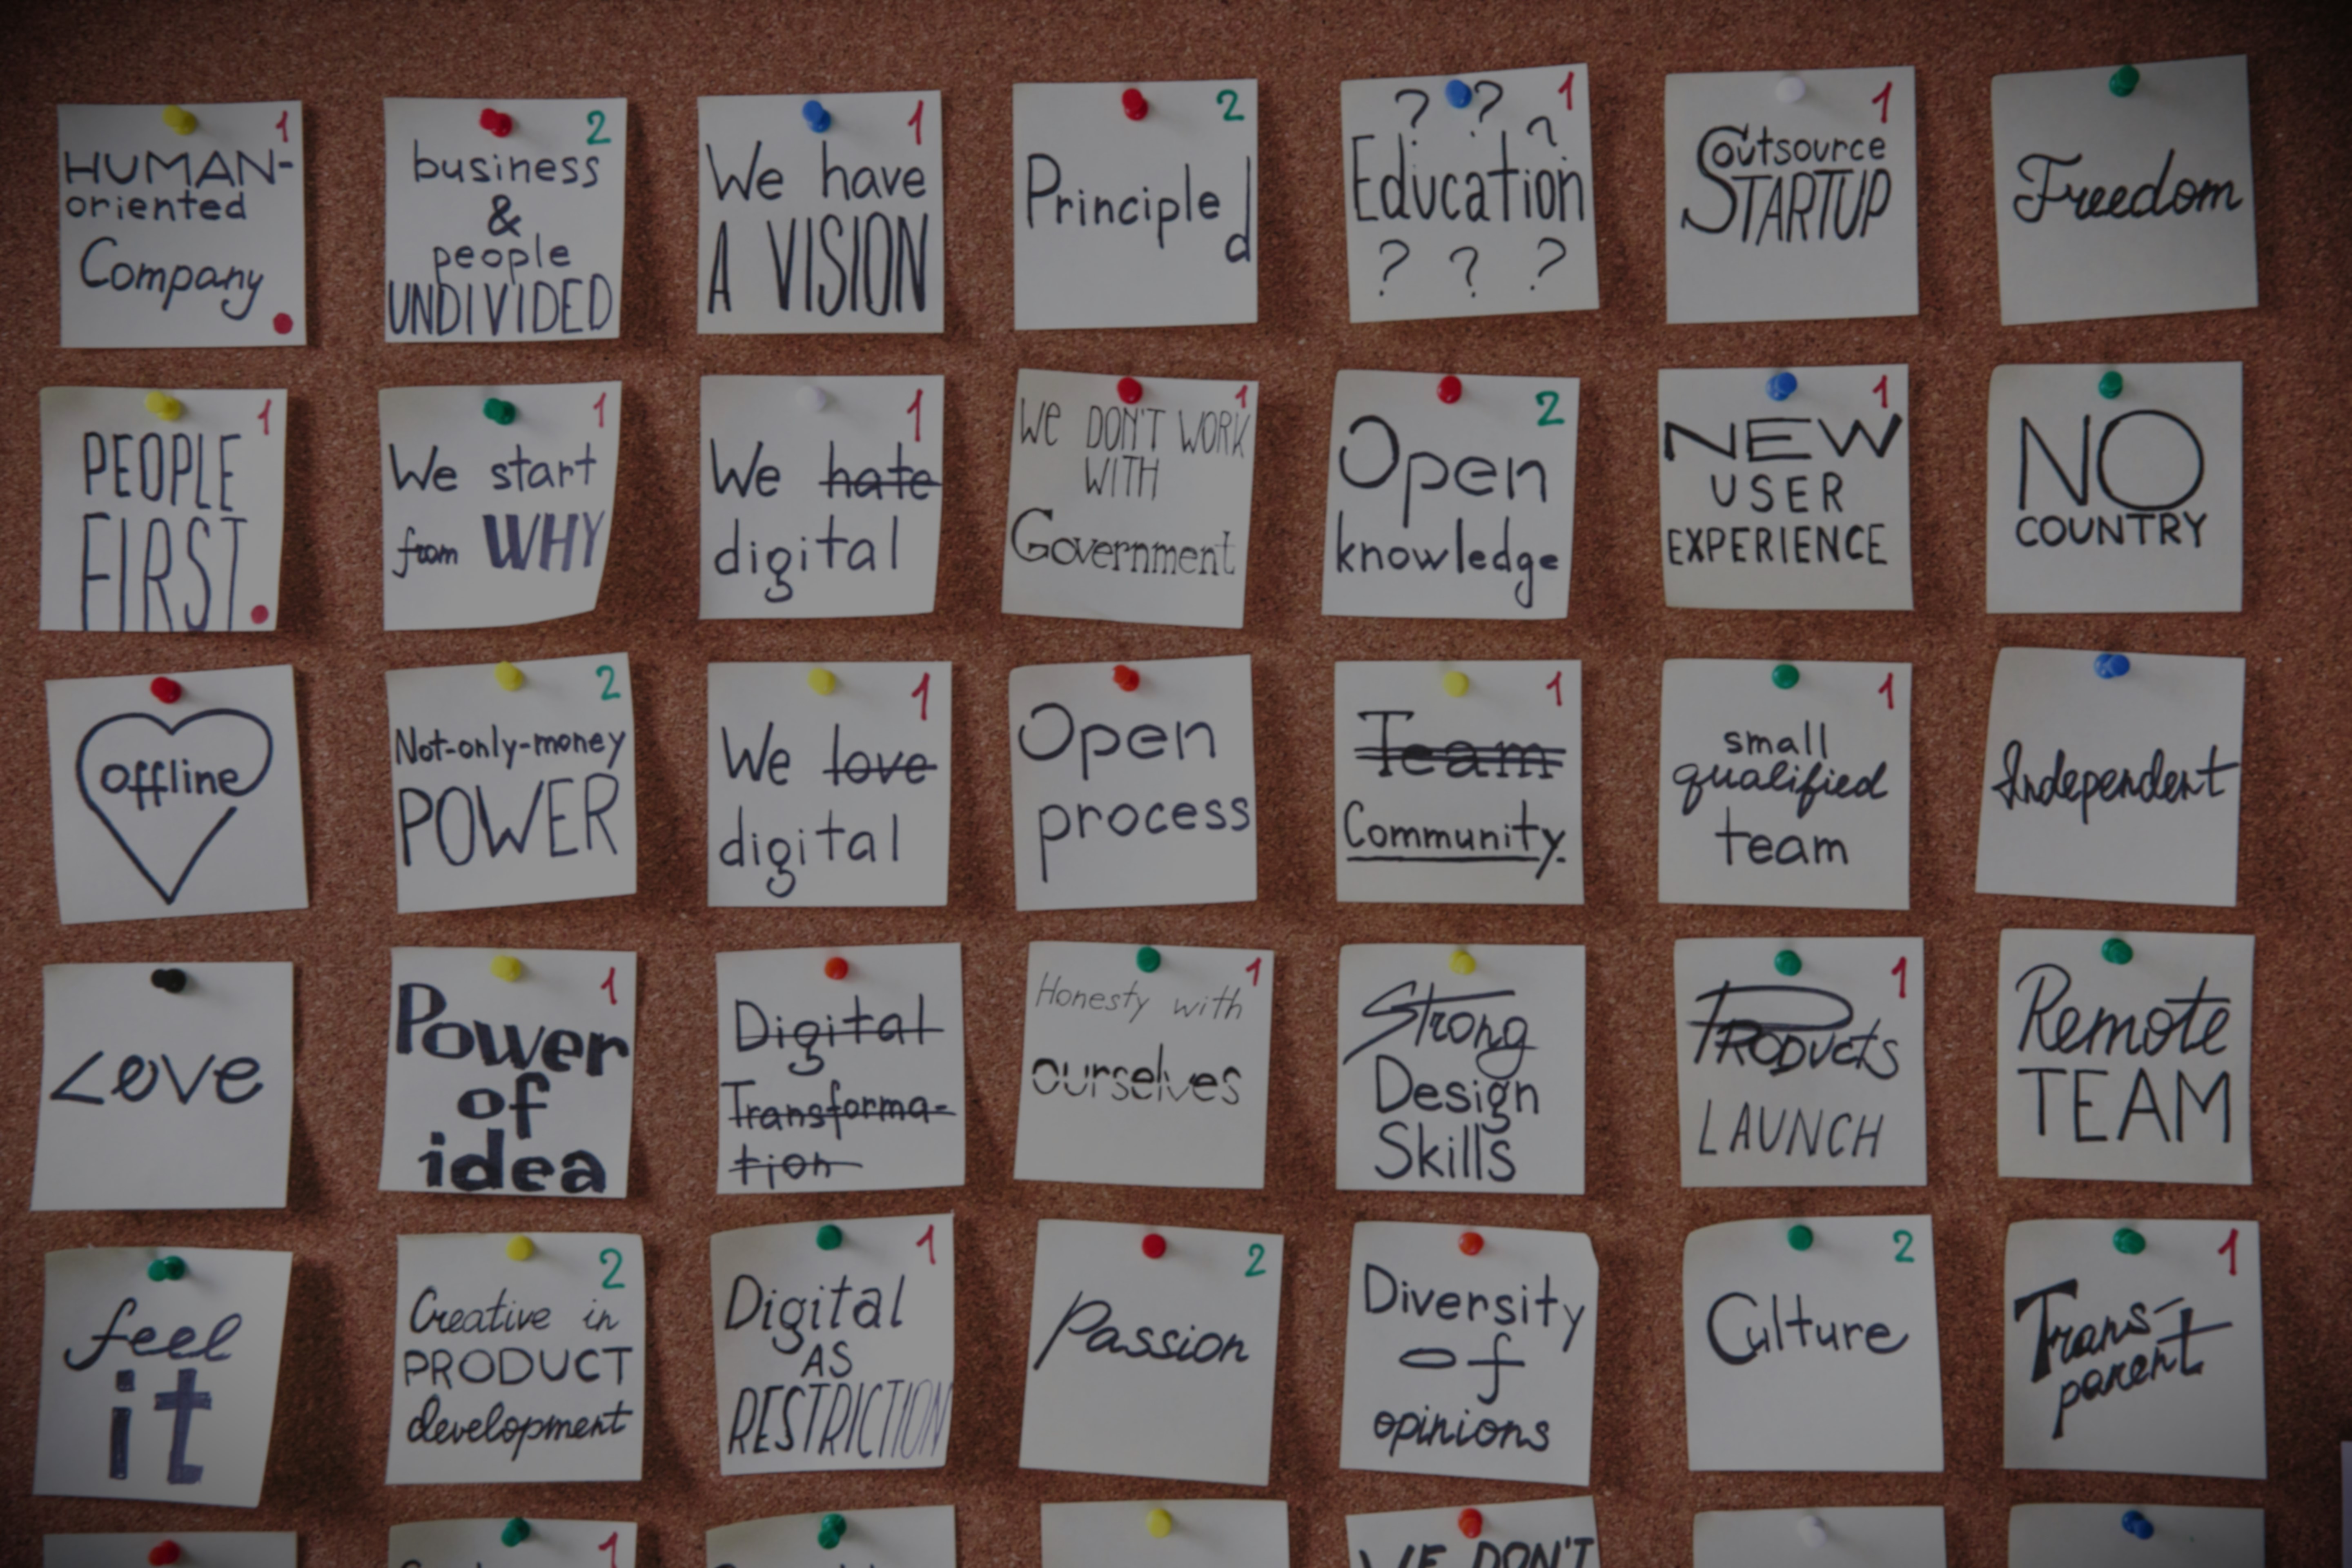 1
HUMAN-
oriented
Company
2
business
&
people
UNDIVIDED
1
We have
A VISION
2
Principled
1
? ? ?
Education
? ? ?
1
Outsource
STARTUP
Freedom
1
PEOPLE
FIRST
1
We start
from WHY
1
We hate
digital
1
WE DON'T WORK
WITH
Government
2
Open
knowledge
1
NEW
USER
EXPERIENCE
NO
COUNTRY
offline
2
Not-only-money
POWER
1
We love
digital
Open
process
1
Team
Community
1
small
qualified
team
Independent
Love
1
Power
of
idea
Digital
Transforma-
tion
1
Honesty with
ourselves
Strong
Design
Skills
1
PRODUCTS
LAUNCH
Remote
TEAM
feel
it
2
Creative in
PRODUCT
development
1
Digital
AS
RESTRICTION
2
Passion
Diversity
of
opinions
2
Culture
1
Trans-
parent
1
WE DON'T